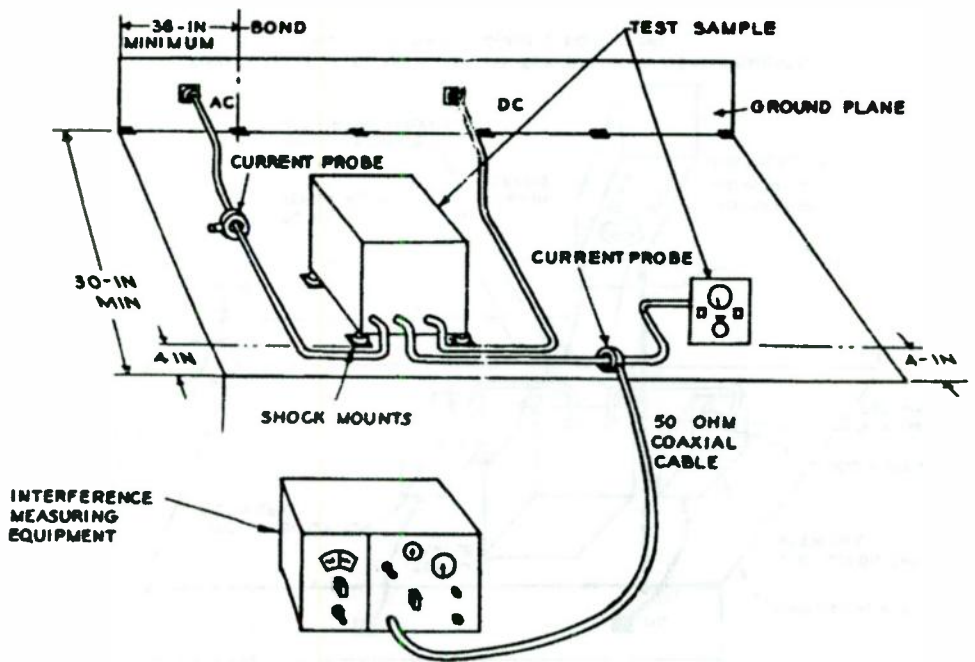 36-IN
MINIMUM
BOND
TEST SAMPLE
AC
DC
GROUND PLANE
CURRENT PROBE
CURRENT PROBE
30-IN
MIN
4 IN
4-IN
SHOCK MOUNTS
50 OHM
COAXIAL
CABLE
INTERFERENCE
MEASURING
EQUIPMENT